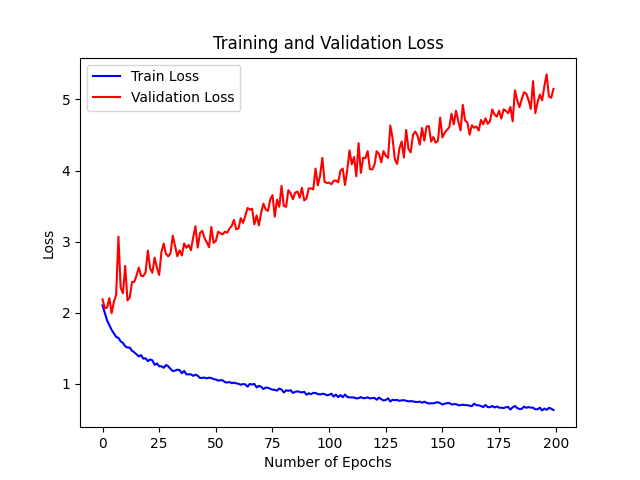 Training and Validation Loss
Train Loss
Validation Loss
5
4
3
2
1
Loss
0 25 50 75 100 125 150 175 200
Number of Epochs